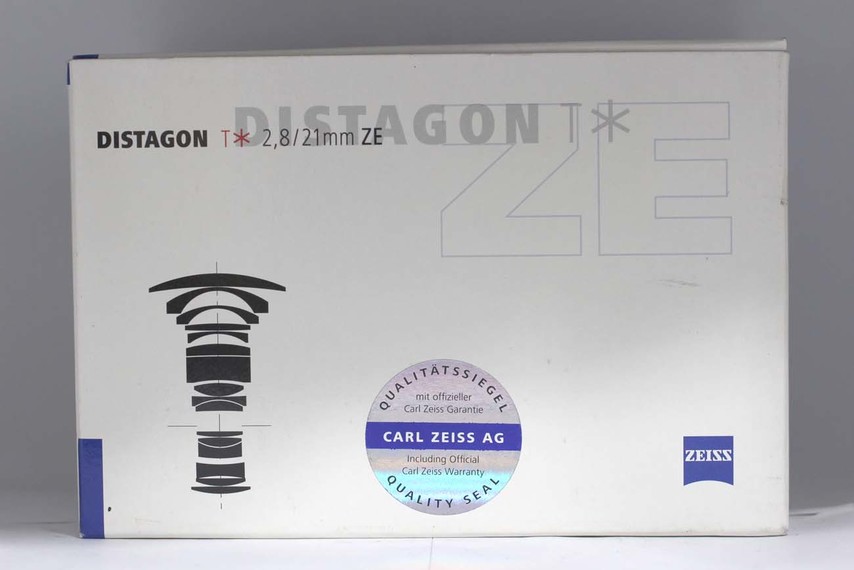 DISTAGON T* ZE
DISTAGON T* 2,8/21mm ZE
QUALITÄTSSIEGEL
mit offizieller
Carl Zeiss Garantie
CARL ZEISS AG
Including Official
Carl Zeiss Warranty
QUALITY SEAL
ZEISS